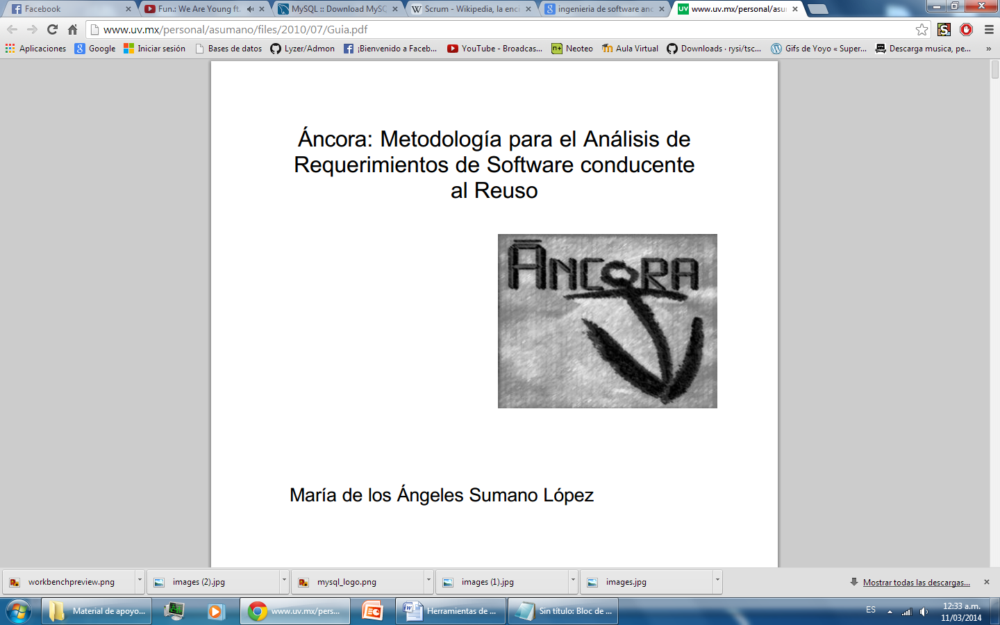 Facebook
Fun.: We Are Young ft.
MySQL :: Download MySQ
Scrum - Wikipedia, la enci
ingenieria de software anc
www.uv.mx/personal/asum
www.uv.mx/personal/asumano/files/2010/07/Guia.pdf
Aplicaciones
Google
Iniciar sesión
Bases de datos
Lyzer/Admon
¡Bienvenido a Faceb...
YouTube - Broadcas...
Neoteo
Aula Virtual
Downloads · rysi/tsc...
Gifs de Yoyo « Super...
Descarga musica, pe...
»
Áncora: Metodología para el Análisis de
Requerimientos de Software conducente
al Reuso
ĀNCORA
María de los Ángeles Sumano López
workbenchpreview.png
images (2).jpg
mysql_logo.png
images (1).jpg
images.jpg
Mostrar todas las descargas...
Material de apoyo...
www.uv.mx/pers...
Herramientas de ...
Sin título: Bloc de ...
ES
12:33 a.m.
11/03/2014